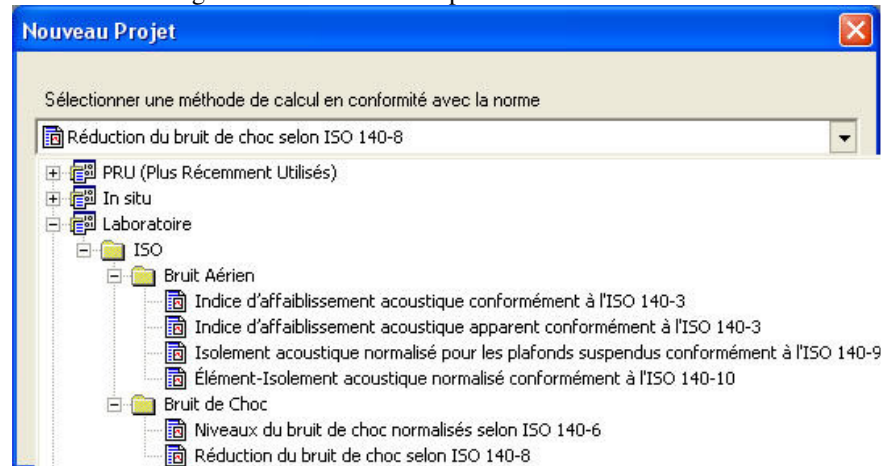 Nouveau Projet
Sélectionner une méthode de calcul en conformité avec la norme
Réduction du bruit de choc selon ISO 140-8
PRU (Plus Récemment Utilisés)
In situ
Laboratoire
ISO
Bruit Aérien
Indice d'affaiblissement acoustique conformément à l'ISO 140-3
Indice d'affaiblissement acoustique apparent conformément à l'ISO 140-3
Isolement acoustique normalisé pour les plafonds suspendus conformément à l'ISO 140-9
Élément-Isolement acoustique normalisé conformément à l'ISO 140-10
Bruit de Choc
Niveaux du bruit de choc normalisés selon ISO 140-6
Réduction du bruit de choc selon ISO 140-8